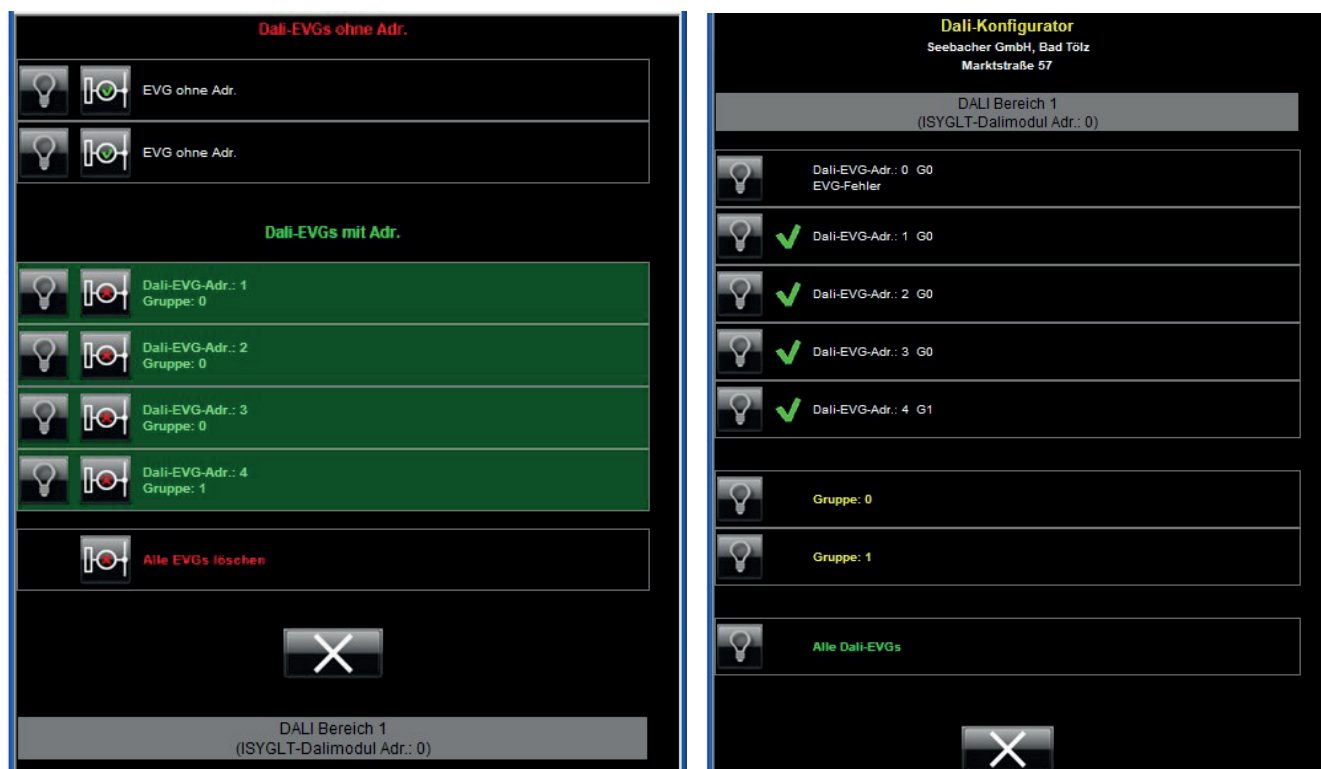 Dali-EVGs ohne Adr.
EVG ohne Adr.
EVG ohne Adr.
Dali-EVGs mit Adr.
Dali-EVG-Adr.: 1
Gruppe: 0
Dali-EVG-Adr.: 2
Gruppe: 0
Dali-EVG-Adr.: 3
Gruppe: 0
Dali-EVG-Adr.: 4
Gruppe: 1
Alle EVGs löschen
DALI Bereich 1
(ISYGLT-Dalimodul Adr.: 0)
Dali-Konfigurator
Seebacher GmbH, Bad Tölz
Marktstraße 57
DALI Bereich 1
(ISYGLT-Dalimodul Adr.: 0)
Dali-EVG-Adr.: 0 G0
EVG-Fehler
Dali-EVG-Adr.: 1 G0
Dali-EVG-Adr.: 2 G0
Dali-EVG-Adr.: 3 G0
Dali-EVG-Adr.: 4 G1
Gruppe: 0
Gruppe: 1
Alle Dali-EVGs